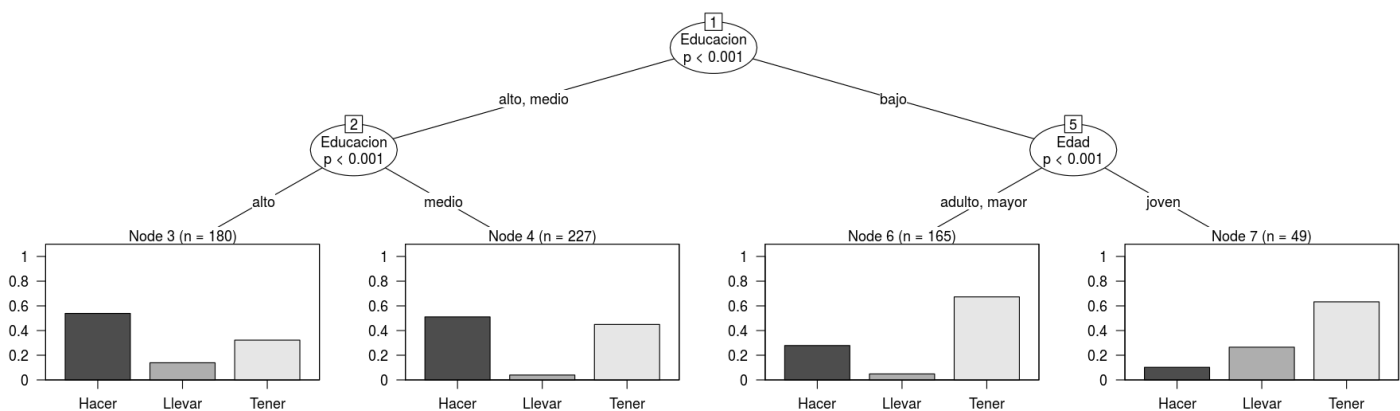 1
Educacion
p < 0.001
alto, medio
bajo
2
Educacion
p < 0.001
5
Edad
p < 0.001
alto
medio
adulto, mayor
joven
Node 3 (n = 180)
1
0.8
0.6
0.4
0.2
0
Hacer Llevar Tener
Node 4 (n = 227)
1
0.8
0.6
0.4
0.2
0
Hacer Llevar Tener
Node 6 (n = 165)
1
0.8
0.6
0.4
0.2
0
Hacer Llevar Tener
Node 7 (n = 49)
1
0.8
0.6
0.4
0.2
0
Hacer Llevar Tener